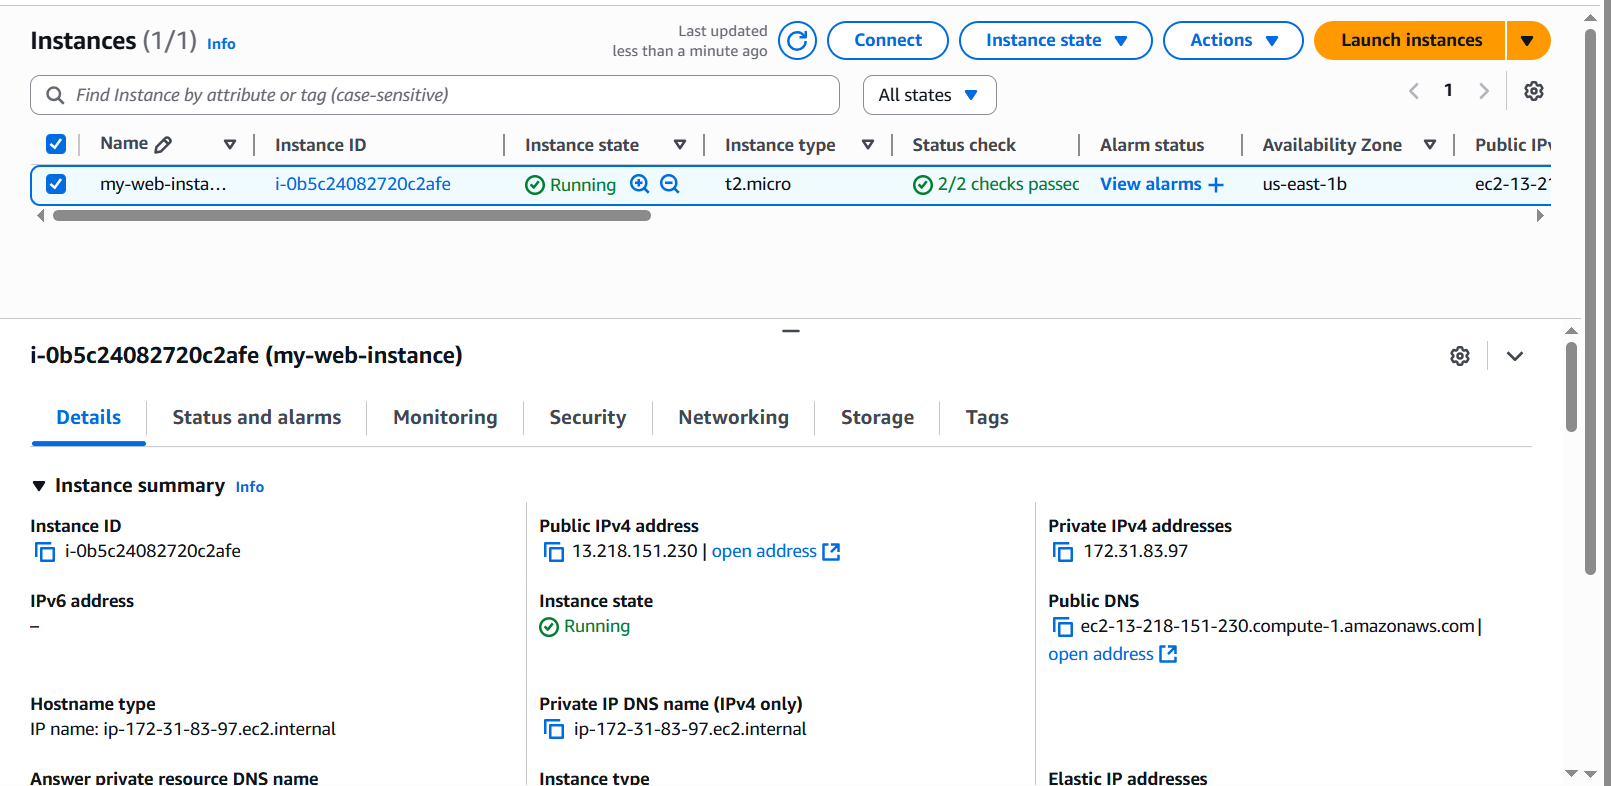 Instances (1/1) Info
Last updated
less than a minute ago
Connect
Instance state
Actions
Launch instances
Find Instance by attribute or tag (case-sensitive)
All states
1
Name Instance ID Instance state Instance type Status check Alarm status Availability Zone Public IPv
my-web-insta… i-0b5c24082720c2afe Running t2.micro 2/2 checks passec View alarms + us-east-1b ec2-13-21
i-0b5c24082720c2afe (my-web-instance)
Details Status and alarms Monitoring Security Networking Storage Tags
Instance summary Info
Instance ID
i-0b5c24082720c2afe
Public IPv4 address
13.218.151.230 | open address
Private IPv4 addresses
172.31.83.97
IPv6 address
–
Instance state
Running
Public DNS
ec2-13-218-151-230.compute-1.amazonaws.com |
open address
Hostname type
IP name: ip-172-31-83-97.ec2.internal
Private IP DNS name (IPv4 only)
ip-172-31-83-97.ec2.internal
Answer private resource DNS name
Instance type
Elastic IP addresses